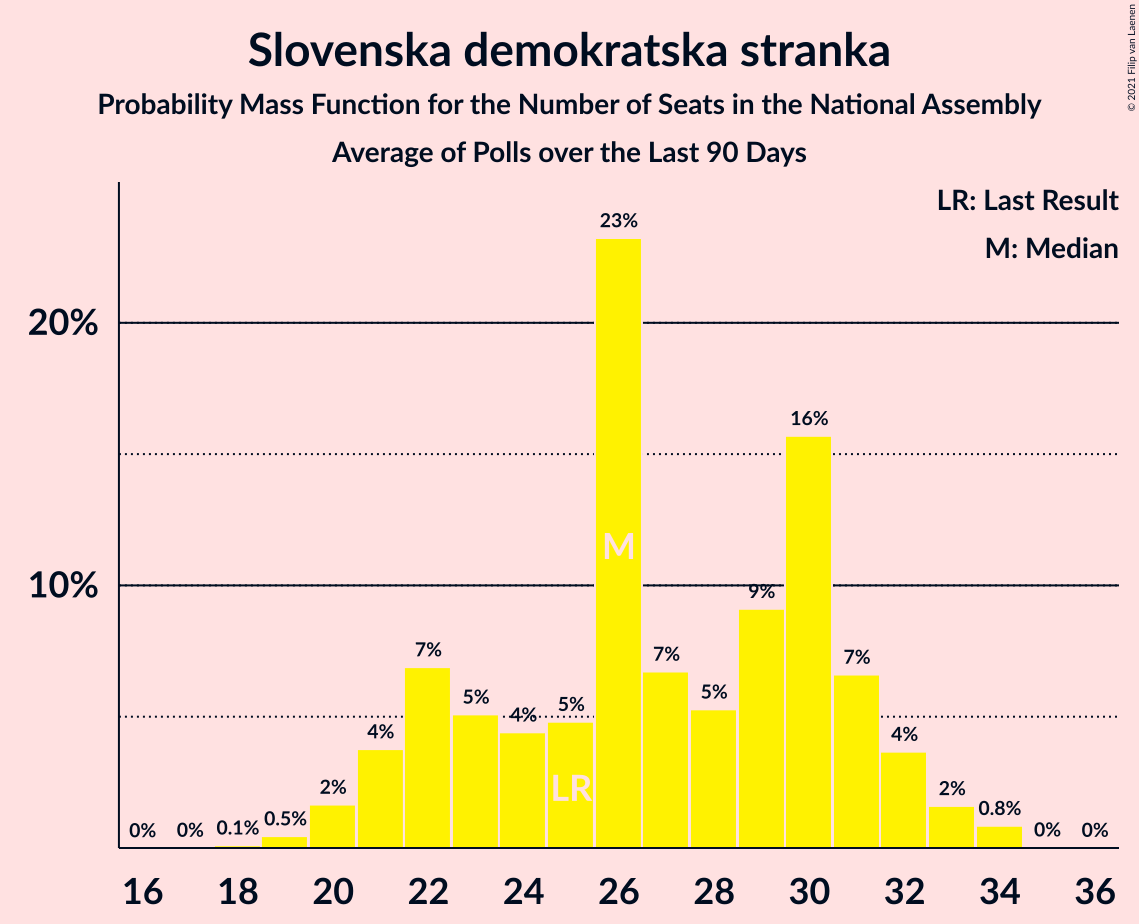 © 2021 Filip van Laenen
Slovenska demokratska stranka
Probability Mass Function for the Number of Seats in the National Assembly
Average of Polls over the Last 90 Days
LR: Last Result
M: Median
20%
10%
0%
0%
0.1%
0.5%
2%
4%
7%
5%
4%
5%
23%
7%
5%
9%
16%
7%
4%
2%
0.8%
0%
0%
M
LR
16 18 20 22 24 26 28 30 32 34 36